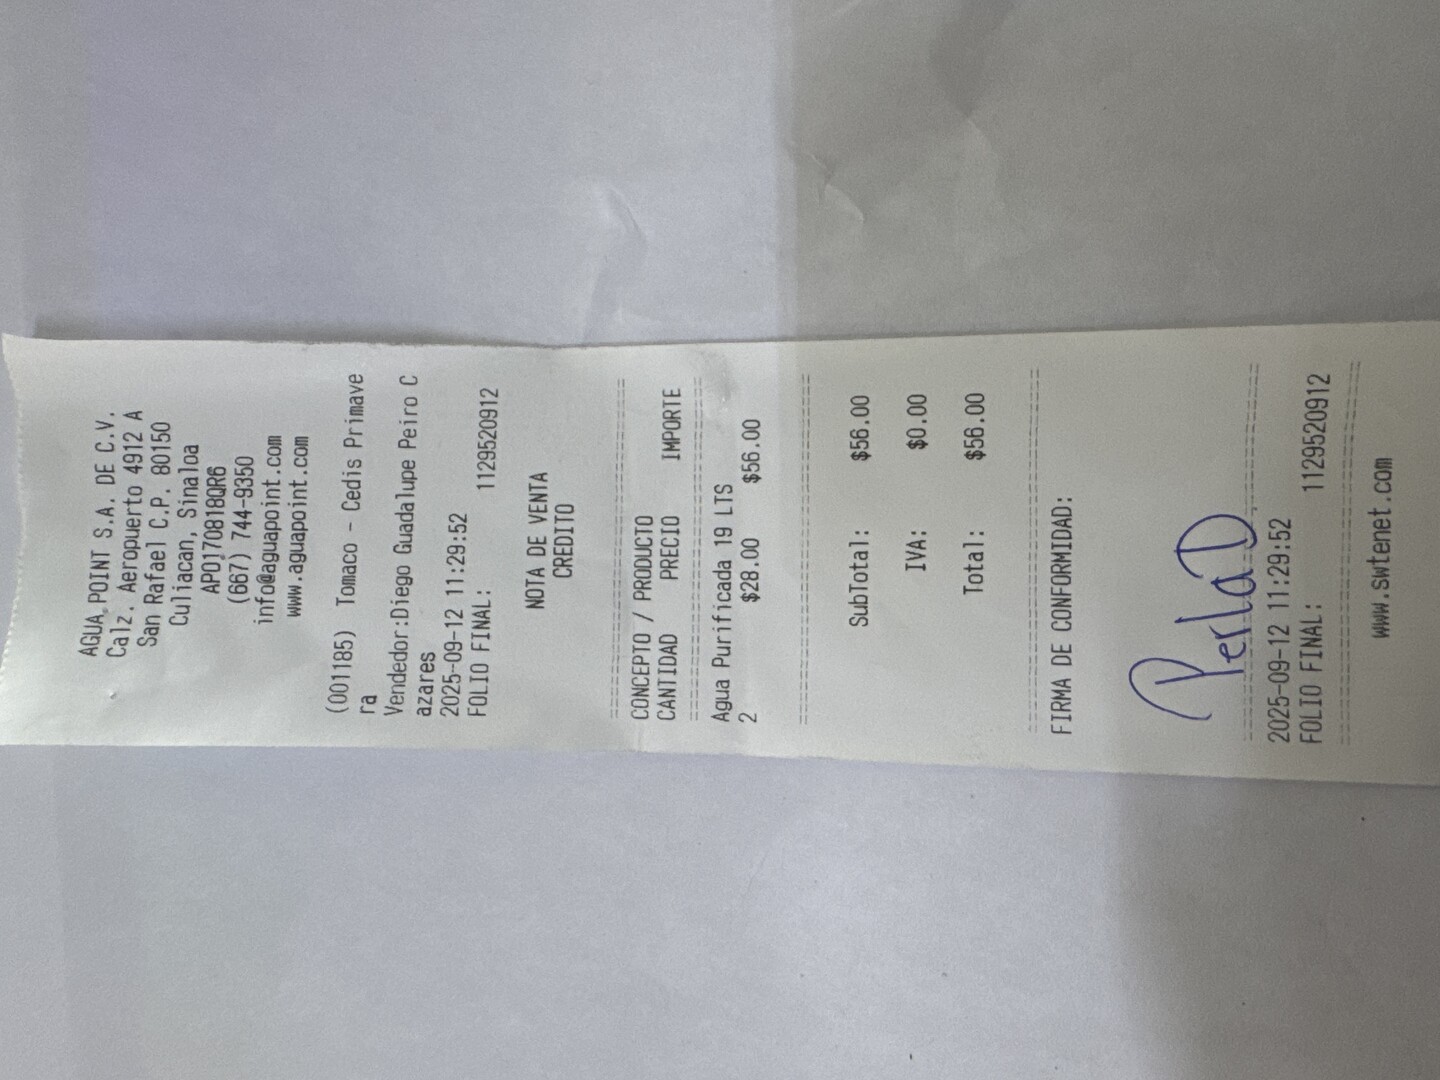 AGUA POINT S.A. DE C.V.
Calz. Aeropuerto 4912 A
San Rafael C.P. 80150
Culiacan, Sinaloa
APO170818QR6
(667) 744-9350
info@aguapoint.com
www.aguapoint.com
(001185) Tomaco - Cedis Primave
ra
Vendedor:Diego Guadalupe Peiro C
azares
2025-09-12 11:29:52
FOLIO FINAL: 1129520912
NOTA DE VENTA
CREDITO
CONCEPTO / PRODUCTO
CANTIDAD PRECIO IMPORTE
Agua Purificada 19 LTS
2 $28.00 $56.00
SubTotal: $56.00
IVA: $0.00
Total: $56.00
FIRMA DE CONFORMIDAD:
Perla D
2025-09-12 11:29:52
FOLIO FINAL: 1129520912
www.swtenet.com